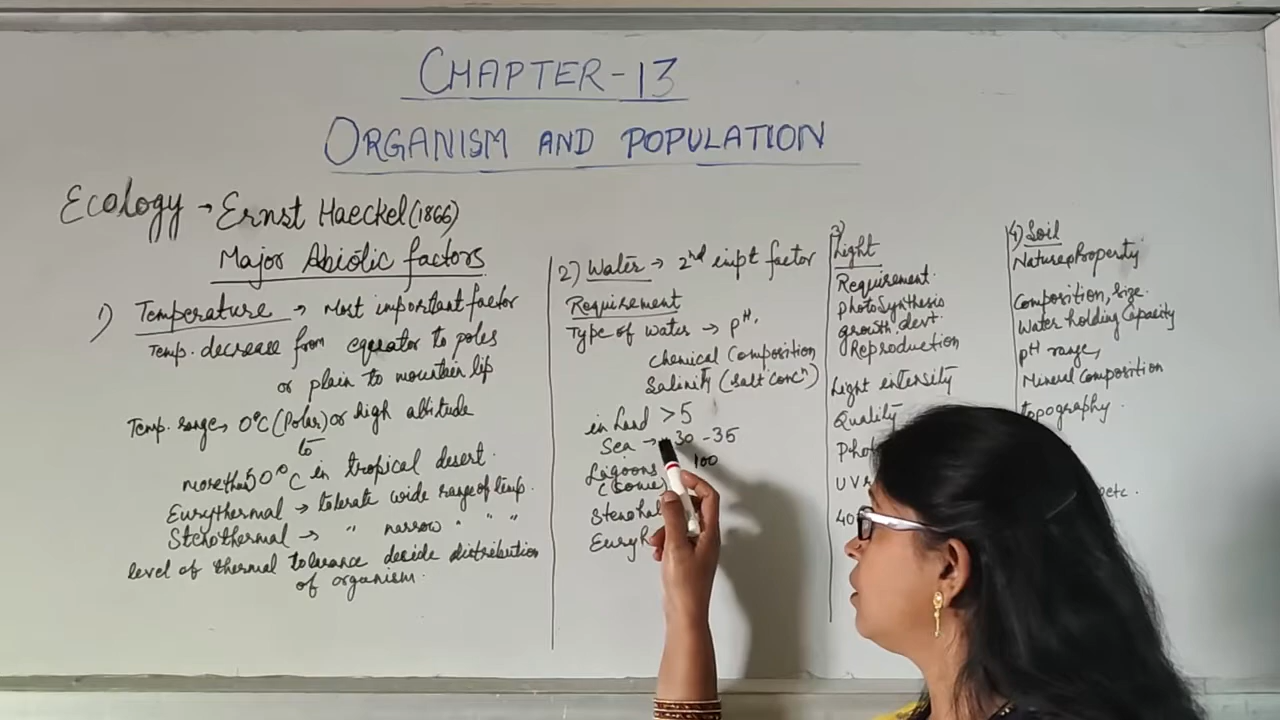 CHAPTER-13
ORGANISM AND POPULATION
Ecology → Ernst Haeckel (1866)
Major Abiotic factors
1) Temperature → Most important factor
Temp. decrease from equator to poles
or plain to mountain lip
Temp. range, 0°C (Polar) or high altitude
to
more than 50°C in tropical desert.
Eurythermal → tolerate wide range of temp.
Stenothermal → " narrow " " "
level of thermal tolerance decide distribution
of organism.
2) Water → 2nd impt factor
Requirement
Type of water → pH,
Chemical Composition
Salinity (Salt Concn)
in Land > 5
Sea → 30 - 35
Lagoons 100
(Some)
3)
Light
Requirement.
Photosynthesis
growth, devt.
Reproduction
Light intensity
Quality
4) Soil
Nature, Property
Composition, Size.
Water holding Capacity
pH range,
Mineral Composition
topography.
etc.